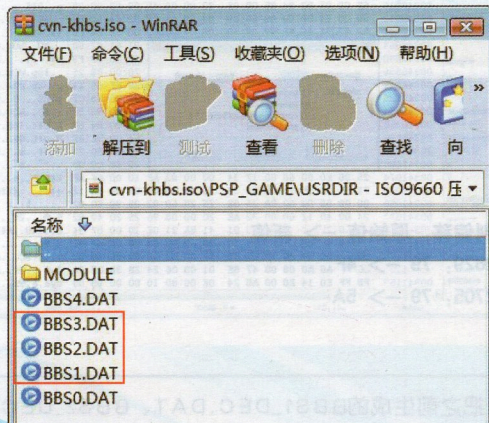 cvn-khbs.iso - WinRAR
文件(F) 命令(C) 工具(S) 收藏夹(O) 选项(N) 帮助(H)
添加 解压到 测试 查看 删除 查找 向
»
cvn-khbs.iso\PSP_GAME\USRDIR - ISO9660 压
名称
..
MODULE
BBS4.DAT
BBS3.DAT
BBS2.DAT
BBS1.DAT
BBS0.DAT